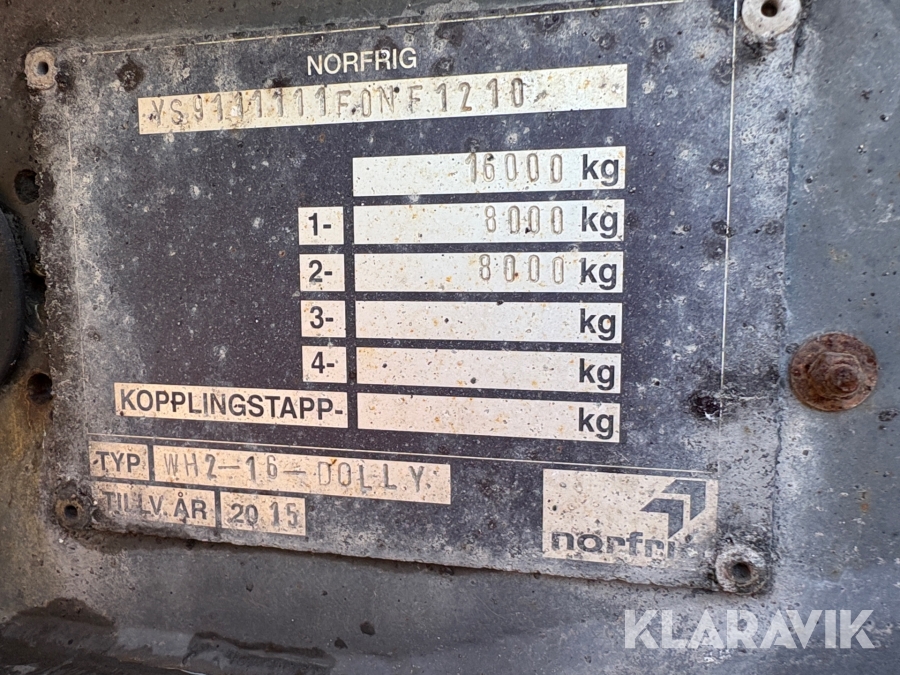 NORFRIG
YS9111111F0NF1210
16000 kg
1- 8000 kg
2- 8000 kg
3- kg
4- kg
KOPPLINGSTAPP- kg
TYP WH2-16-DOLLY
TILLV.ÅR 2015
norfrig
KLARAVIK